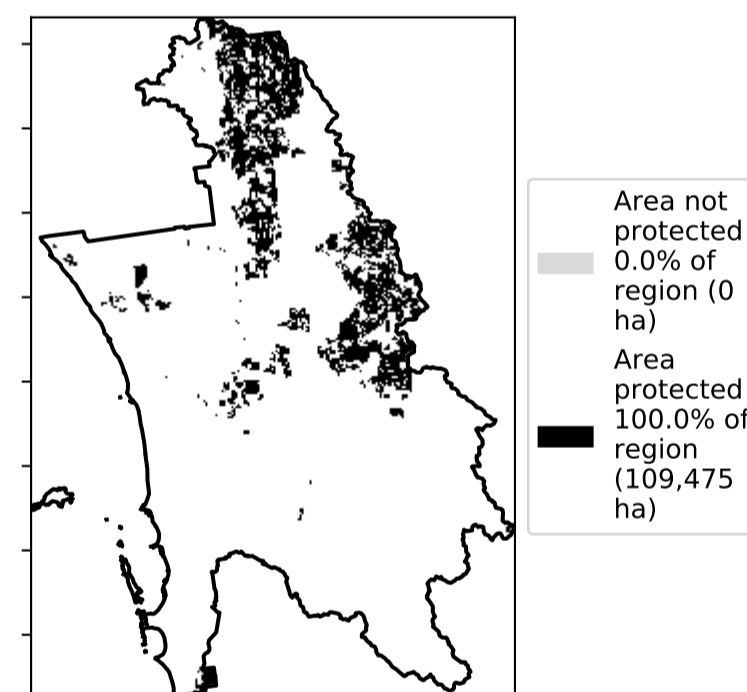 Area not
protected
0.0% of
region (0
ha)
Area
protected
100.0% of
region
(109,475
ha)